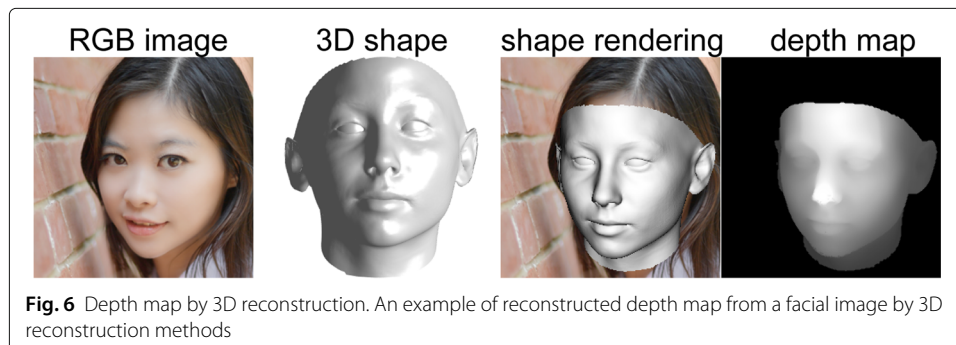 RGB image 3D shape shape rendering depth map
Fig. 6 Depth map by 3D reconstruction. An example of reconstructed depth map from a facial image by 3D
reconstruction methods